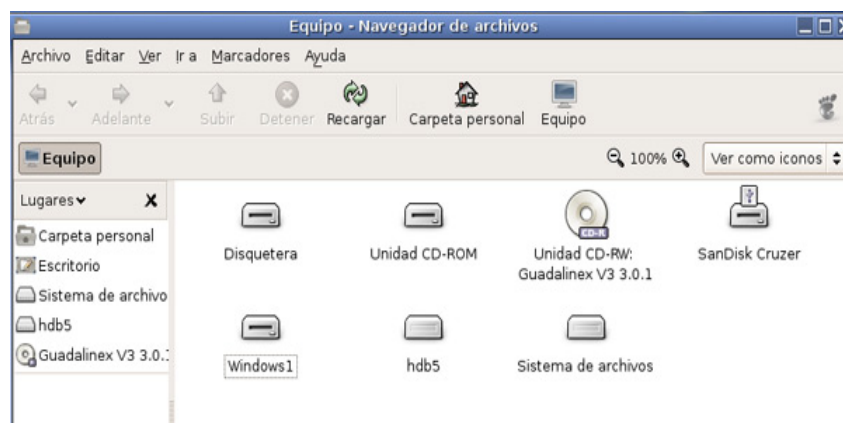 Equipo - Navegador de archivos
Archivo Editar Ver Ir a Marcadores Ayuda
Atrás Adelante Subir Detener Recargar Carpeta personal Equipo
Equipo 100% Ver como iconos
Lugares
Carpeta personal
Escritorio
Sistema de archivo
hdb5
Guadalinex V3 3.0.
Disquetera Unidad CD-ROM Unidad CD-RW: SanDisk Cruzer
Guadalinex V3 3.0.1
CD-R
Windows1 hdb5 Sistema de archivos